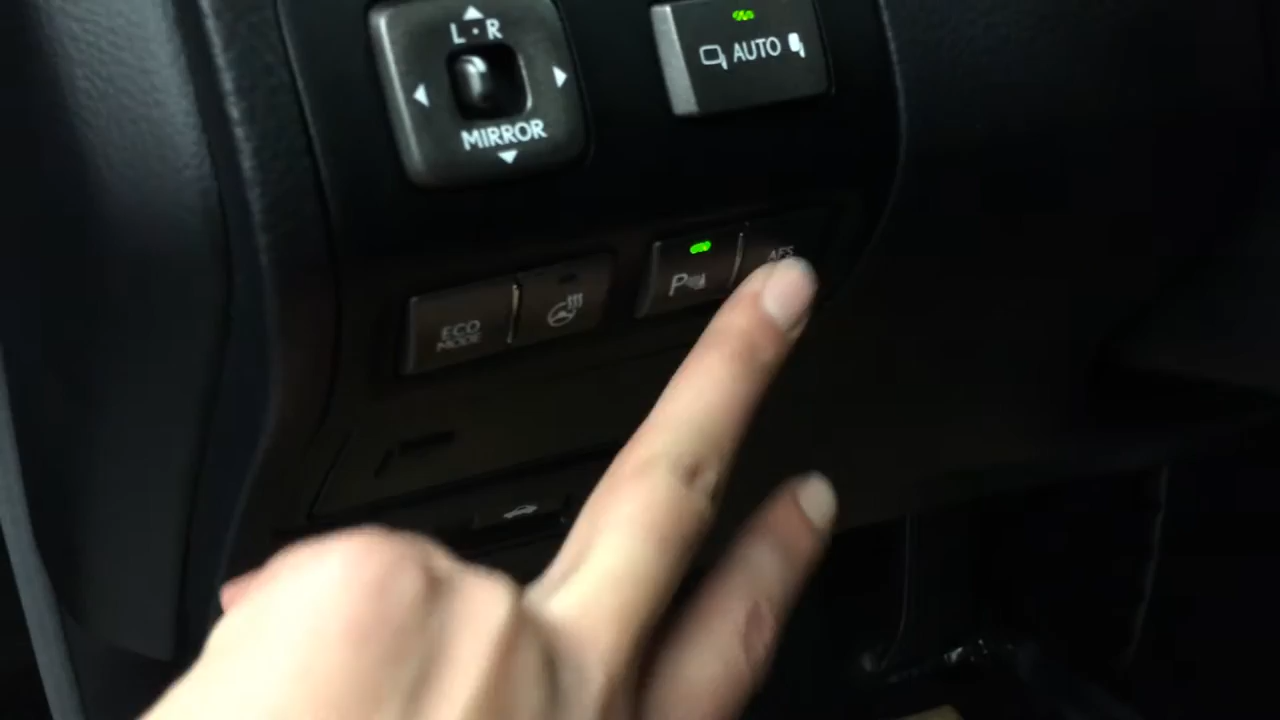 L · R
MIRROR
AUTO
ECO
MODE
P
AFS